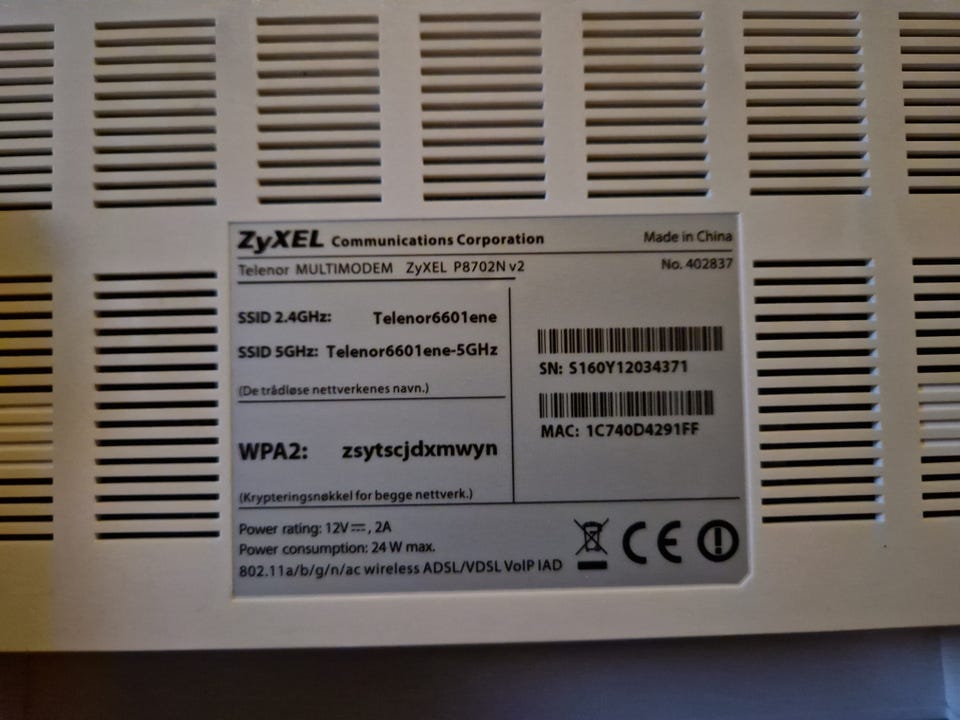 ZyXEL Communications Corporation
Made in China
Telenor MULTIMODEM ZyXEL P8702N v2
No. 402837
SSID 2.4GHz: Telenor6601ene
SSID 5GHz: Telenor6601ene-5GHz
(De trådløse nettverkenes navn.)
WPA2: zsytscjdxmwyn
(Krypteringsnøkkel for begge nettverk.)
SN: S160Y12034371
MAC: 1C740D4291FF
Power rating: 12V⎓, 2A
Power consumption: 24 W max.
802.11a/b/g/n/ac wireless ADSL/VDSL VoIP IAD
CE